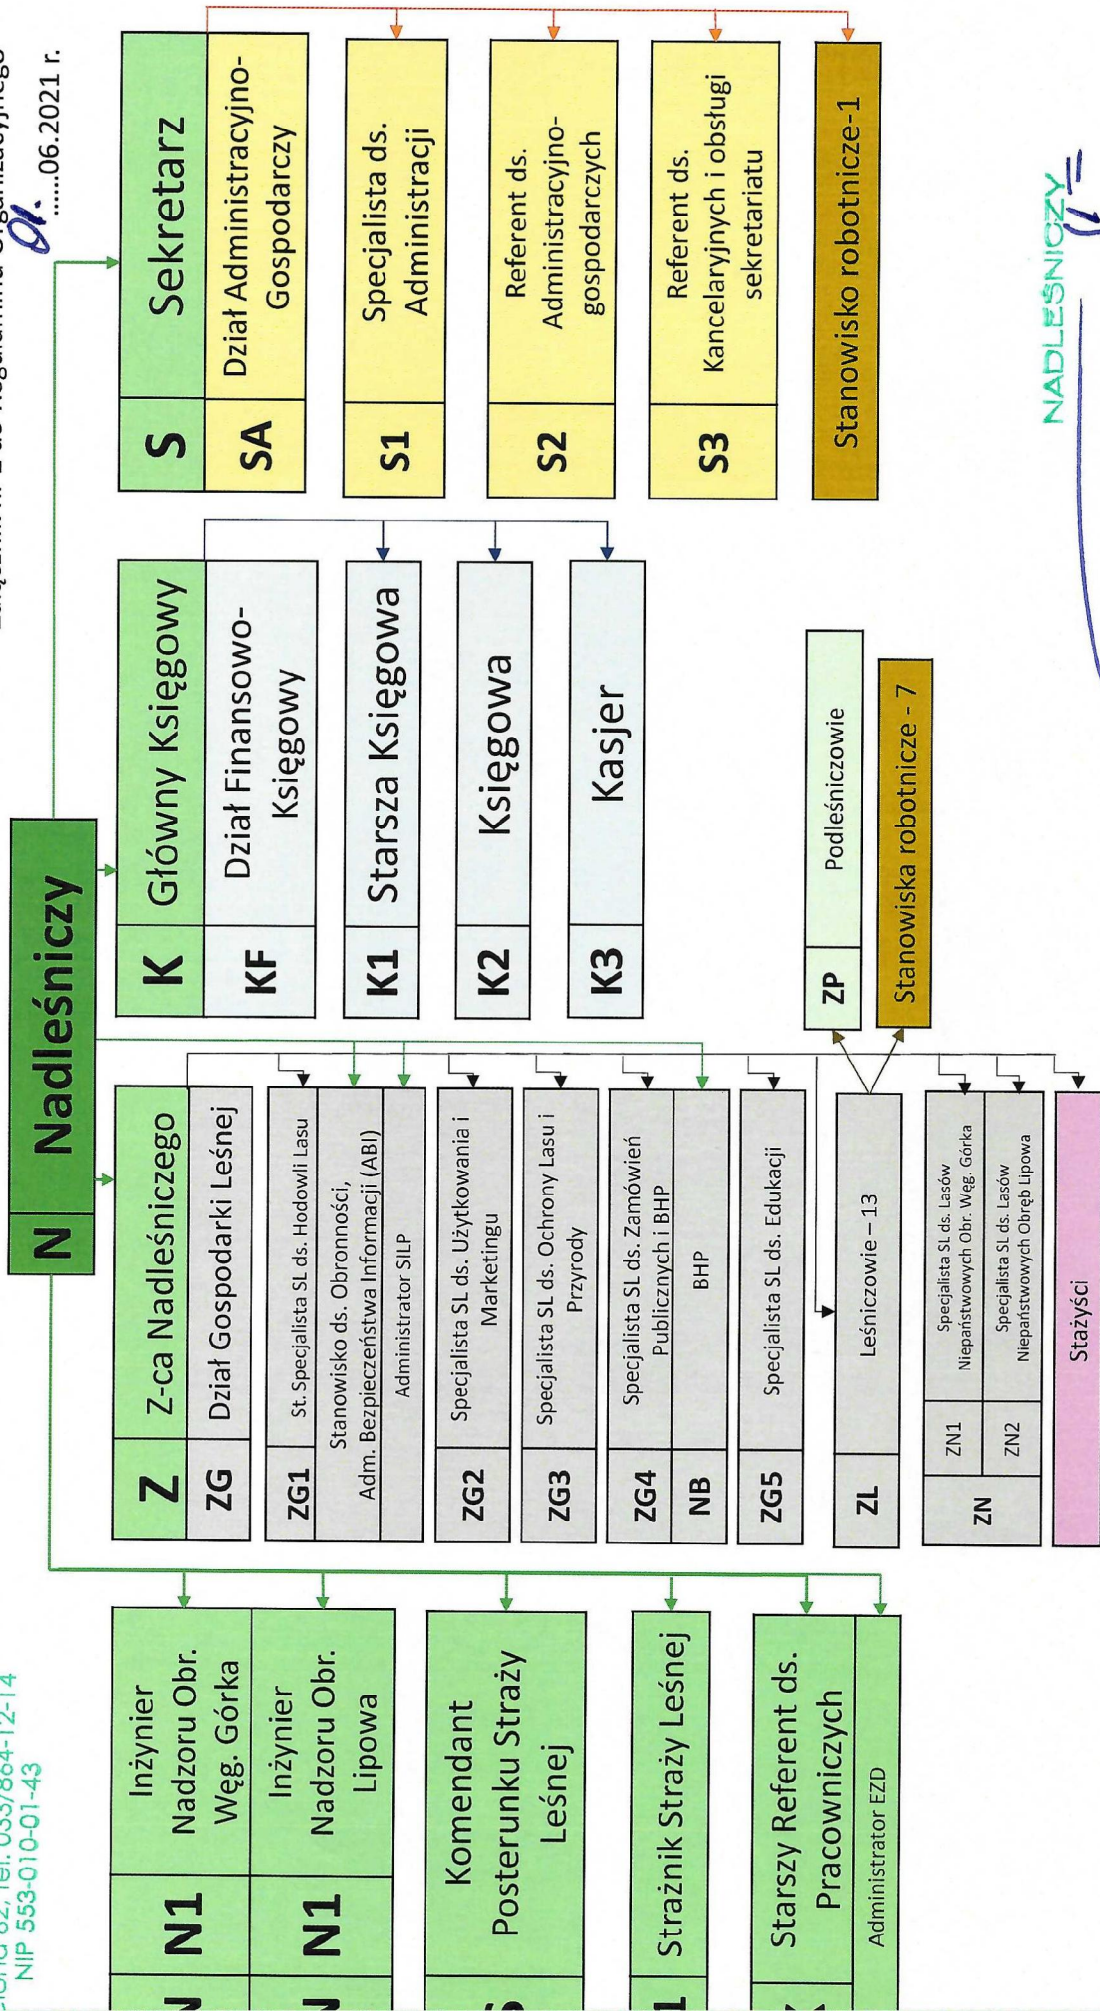 do Regulaminu Organizacyjnego
01.
......06.2021 r.
62, tel. 033/864-12-14
NIP 553-010-01-43
N Nadleśniczy
N1 Inżynier
Nadzoru Obr.
Węg. Górka
N1 Inżynier
Nadzoru Obr.
Lipowa
Komendant
Posterunku Straży
Leśnej
Strażnik Straży Leśnej
Starszy Referent ds.
Pracowniczych
Administrator EZD
Z Z-ca Nadleśniczego
ZG Dział Gospodarki Leśnej
ZG1 St. Specjalista SL ds. Hodowli Lasu
Stanowisko ds. Obronności,
Adm. Bezpieczeństwa Informacji (ABI)
Administrator SILP
ZG2 Specjalista SL ds. Użytkowania i
Marketingu
ZG3 Specjalista SL ds. Ochrony Lasu i
Przyrody
ZG4 Specjalista SL ds. Zamówień
Publicznych i BHP
NB BHP
ZG5 Specjalista SL ds. Edukacji
ZL Leśniczowie – 13
ZN
ZN1 Specjalista SL ds. Lasów
Niepaństwowych Obr. Węg. Górka
ZN2 Specjalista SL ds. Lasów
Niepaństwowych Obręb Lipowa
Stażyści
ZP Podleśniczowie
Stanowiska robotnicze - 7
K Główny Księgowy
KF Dział Finansowo-
Księgowy
K1 Starsza Księgowa
K2 Księgowa
K3 Kasjer
S Sekretarz
SA Dział Administracyjno-
Gospodarczy
S1 Specjalista ds.
Administracji
S2 Referent ds.
Administracyjno-
gospodarczych
S3 Referent ds.
Kancelaryjnych i obsługi
sekretariatu
Stanowisko robotnicze-1
NADLEŚNICZY